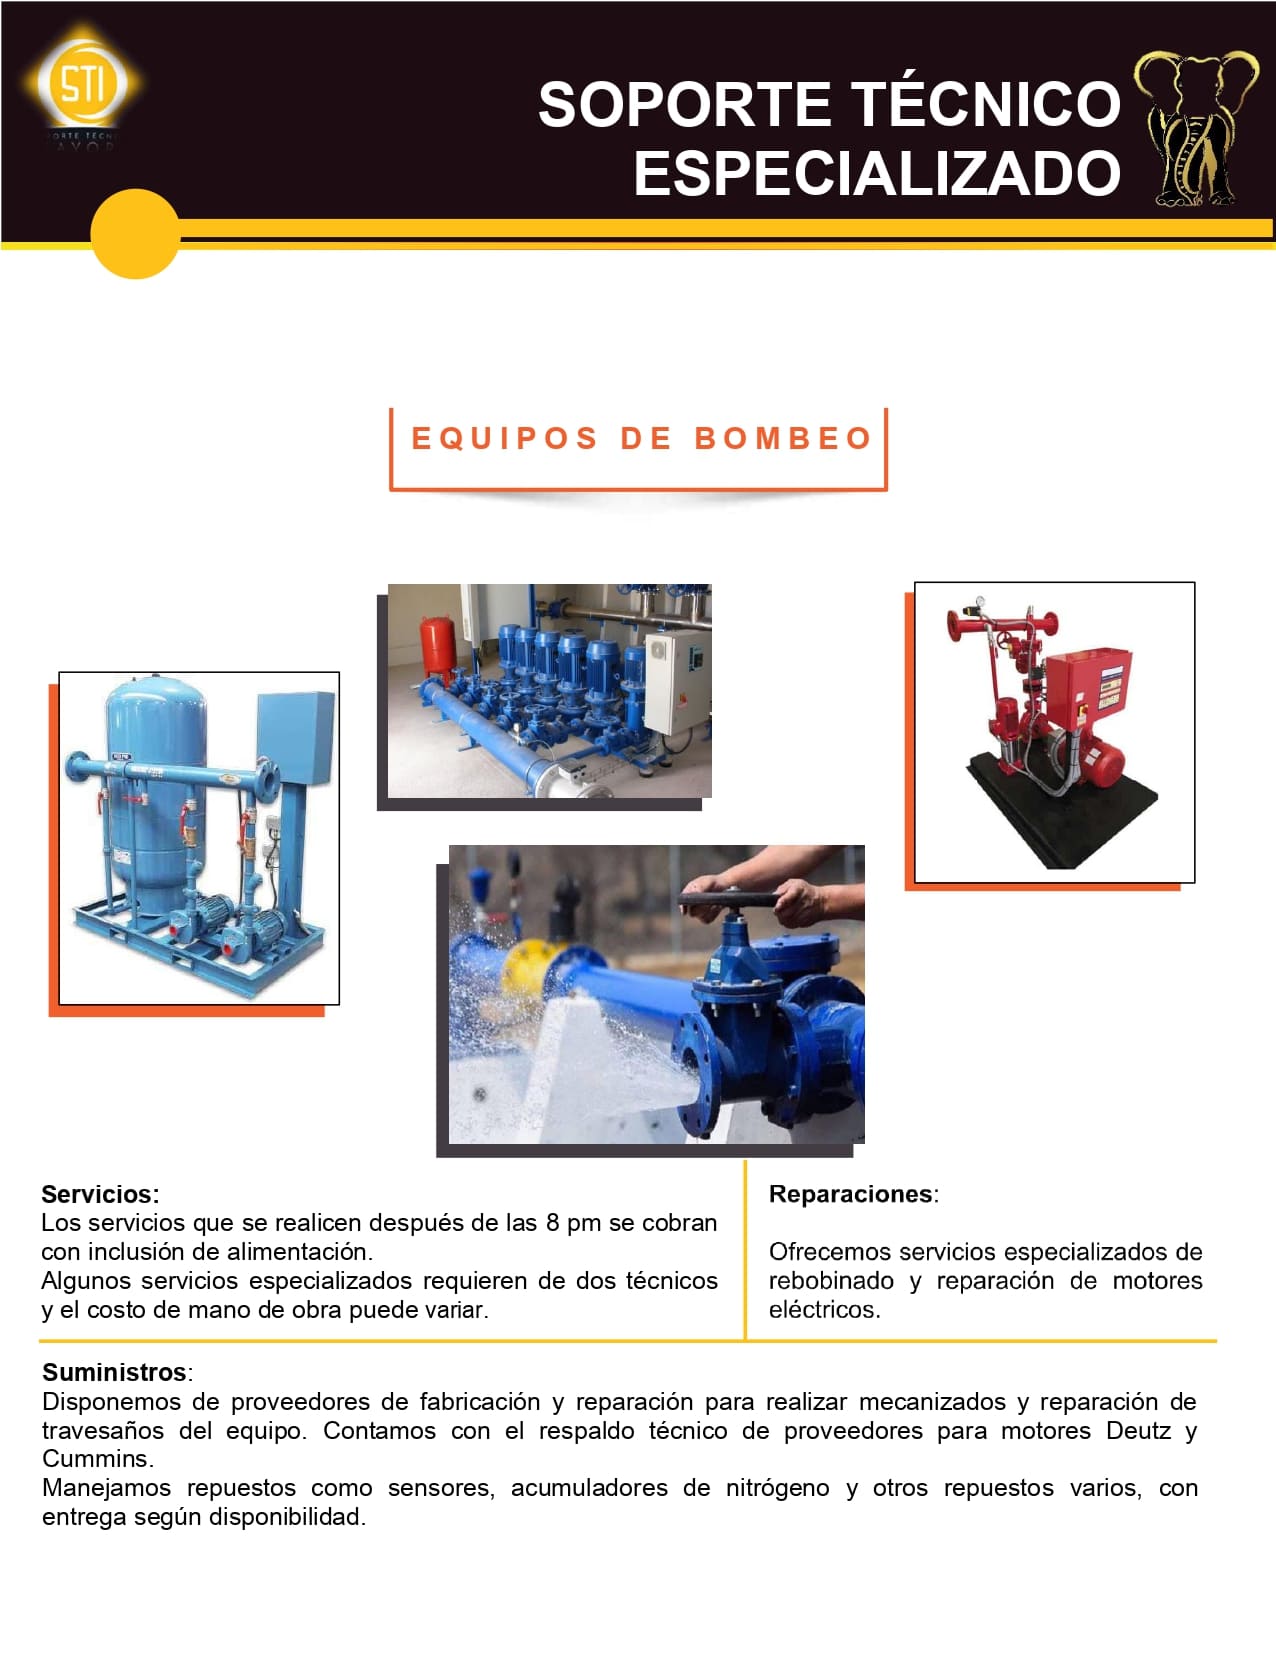 STI
SOPORTE TÉCNICO
ESPECIALIZADO
EQUIPOS DE BOMBEO
Servicios:
Los servicios que se realicen después de las 8 pm se cobran
con inclusión de alimentación.
Algunos servicios especializados requieren de dos técnicos
y el costo de mano de obra puede variar.
Reparaciones:
Ofrecemos servicios especializados de
rebobinado y reparación de motores
eléctricos.
Suministros:
Disponemos de proveedores de fabricación y reparación para realizar mecanizados y reparación de
travesaños del equipo. Contamos con el respaldo técnico de proveedores para motores Deutz y
Cummins.
Manejamos repuestos como sensores, acumuladores de nitrógeno y otros repuestos varios, con
entrega según disponibilidad.